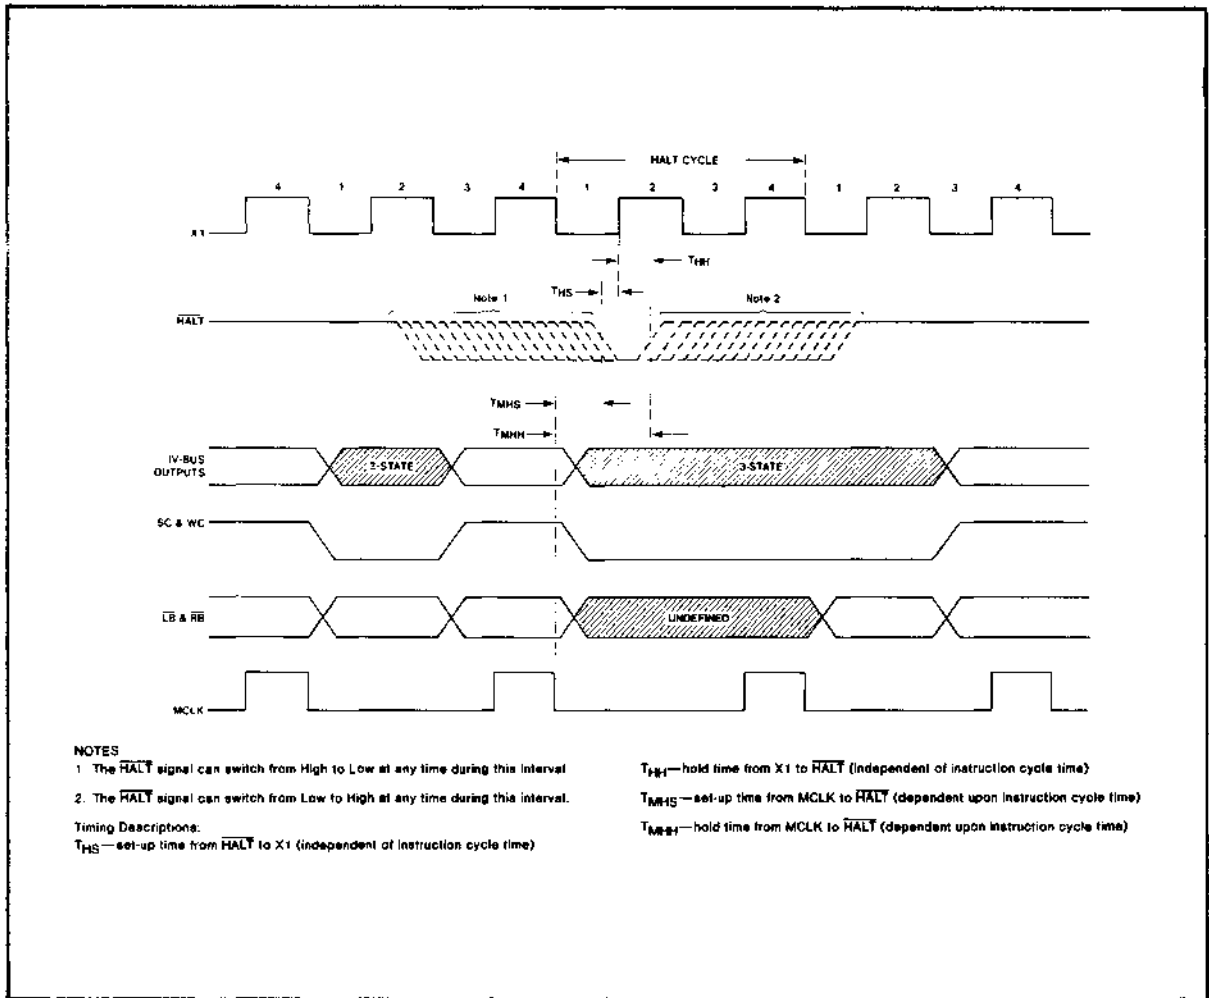 HALT CYCLE
4 1 2 3 4 1 2 3 4 1 2 3 4
X1
THH
THS
Note 1
Note 2
HALT
TMHS
TMHH
IV-BUS
OUTPUTS
3-STATE
3-STATE
SC & WC
LB & RB
UNDEFINED
MCLK
NOTES
1 The HALT signal can switch from High to Low at any time during this interval
2. The HALT signal can switch from Low to High at any time during this interval.
Timing Descriptions:
THS—set-up time from HALT to X1 (independent of instruction cycle time)
THH—hold time from X1 to HALT (independent of instruction cycle time)
TMHS—set-up time from MCLK to HALT (dependent upon instruction cycle time)
TMHH—hold time from MCLK to HALT (dependent upon instruction cycle time)